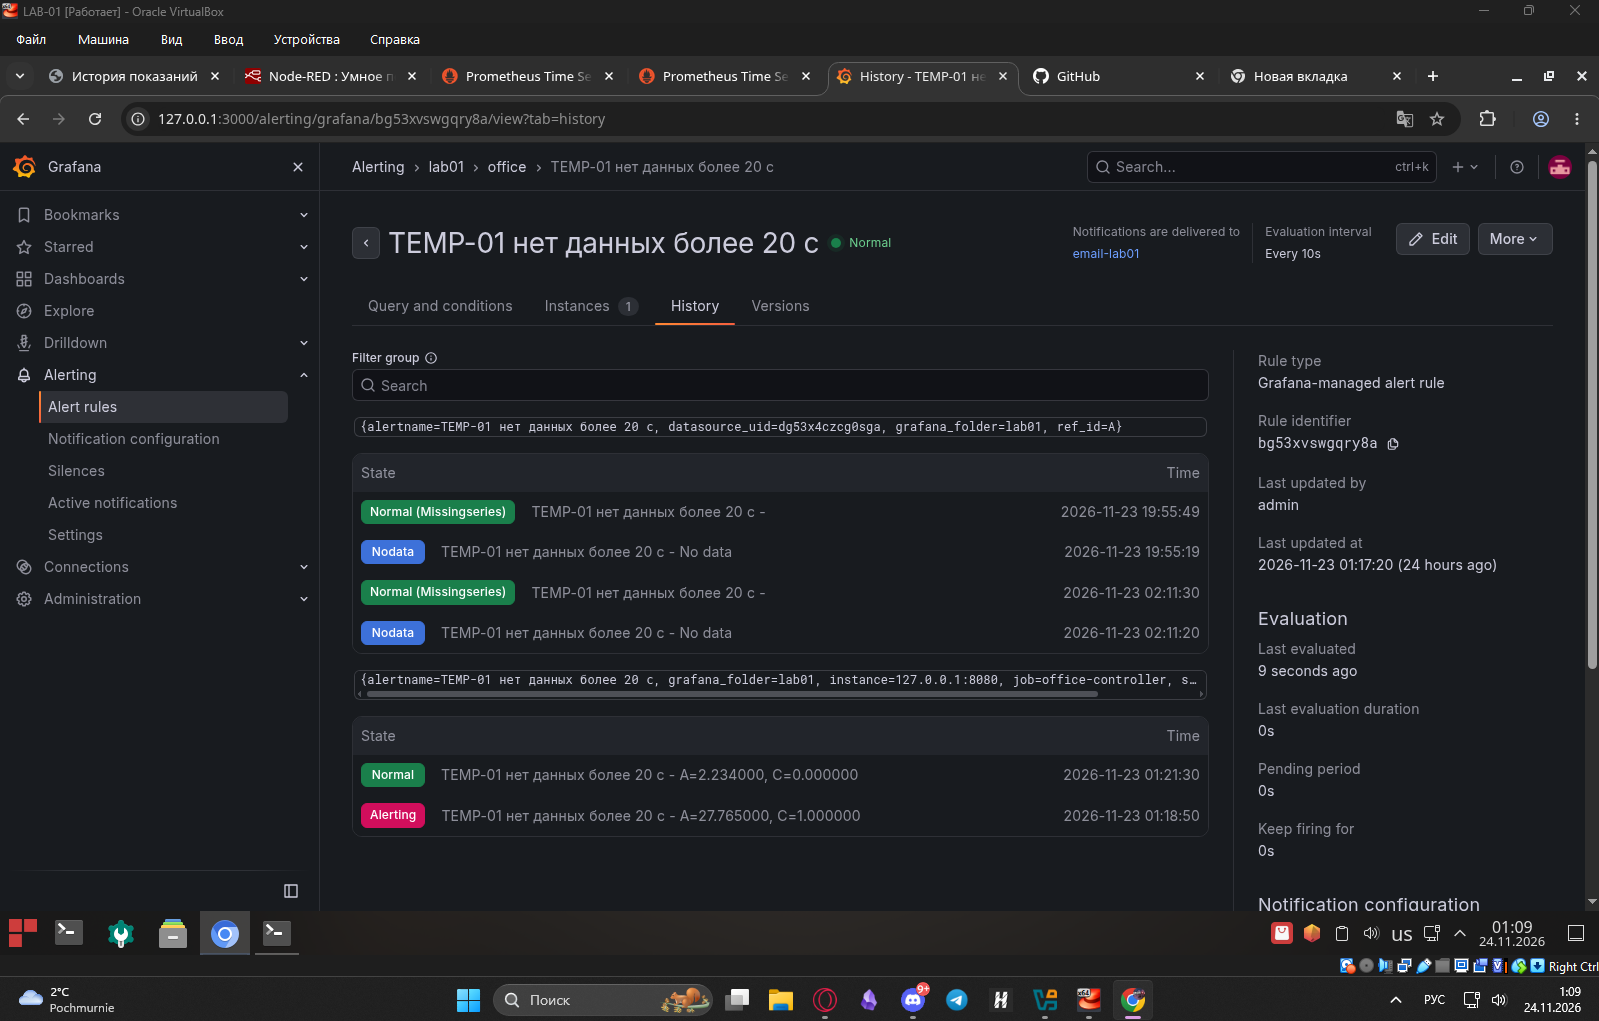 LAB-01 [Работает] - Oracle VirtualBox
Файл Машина Вид Ввод Устройства Справка
История показаний Node-RED : Умное п Prometheus Time Se Prometheus Time Se History - TEMP-01 не GitHub Новая вкладка
127.0.0.1:3000/alerting/grafana/bg53xvswgqry8a/view?tab=history
Grafana
Alerting › lab01 › office › TEMP-01 нет данных более 20 с
Search... ctrl+k
Bookmarks
Starred
Dashboards
Explore
Drilldown
Alerting
Alert rules
Notification configuration
Silences
Active notifications
Settings
Connections
Administration
TEMP-01 нет данных более 20 с Normal
Notifications are delivered to
email-lab01
Evaluation interval
Every 10s
Edit
More
Query and conditions Instances 1 History Versions
Filter group
Search
{alertname=TEMP-01 нет данных более 20 с, datasource_uid=dg53x4czcg0sga, grafana_folder=lab01, ref_id=A}
State Time
Normal (Missingseries) TEMP-01 нет данных более 20 с - 2026-11-23 19:55:49
Nodata TEMP-01 нет данных более 20 с - No data 2026-11-23 19:55:19
Normal (Missingseries) TEMP-01 нет данных более 20 с - 2026-11-23 02:11:30
Nodata TEMP-01 нет данных более 20 с - No data 2026-11-23 02:11:20
{alertname=TEMP-01 нет данных более 20 с, grafana_folder=lab01, instance=127.0.0.1:8080, job=office-controller, s…
State Time
Normal TEMP-01 нет данных более 20 с - A=2.234000, C=0.000000 2026-11-23 01:21:30
Alerting TEMP-01 нет данных более 20 с - A=27.765000, C=1.000000 2026-11-23 01:18:50
Rule type
Grafana-managed alert rule
Rule identifier
bg53xvswgqry8a
Last updated by
admin
Last updated at
2026-11-23 01:17:20 (24 hours ago)
Evaluation
Last evaluated
9 seconds ago
Last evaluation duration
0s
Pending period
0s
Keep firing for
0s
Notification configuration
us
01:09
24.11.2026
Right Ctrl
2°C
Pochmurnie
Поиск
9+
x64
РУС
1:09
24.11.2026